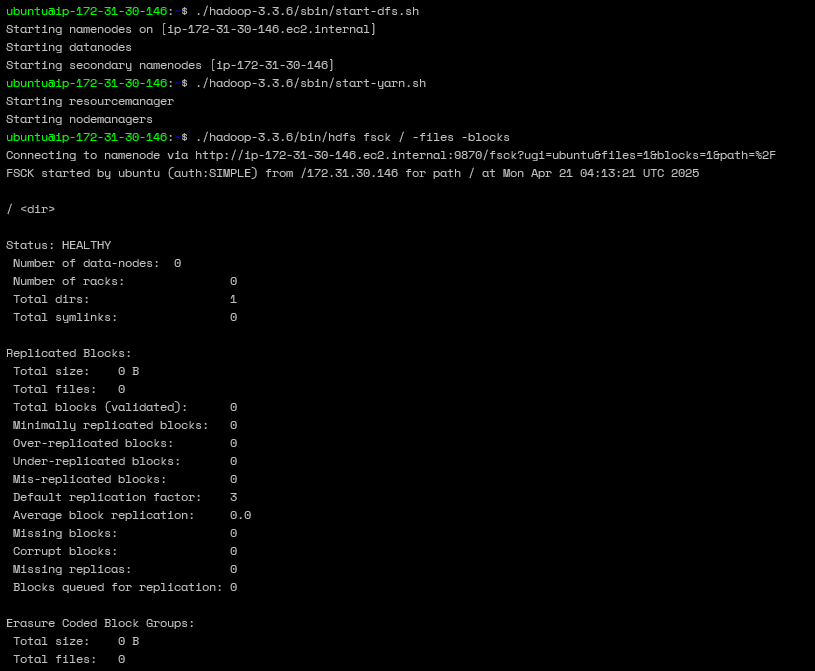 ubuntu@ip-172-31-30-146:~$ ./hadoop-3.3.6/sbin/start-dfs.sh
Starting namenodes on [ip-172-31-30-146.ec2.internal]
Starting datanodes
Starting secondary namenodes [ip-172-31-30-146]
ubuntu@ip-172-31-30-146:~$ ./hadoop-3.3.6/sbin/start-yarn.sh
Starting resourcemanager
Starting nodemanagers
ubuntu@ip-172-31-30-146:~$ ./hadoop-3.3.6/bin/hdfs fsck / -files -blocks
Connecting to namenode via http://ip-172-31-30-146.ec2.internal:9870/fsck?ugi=ubuntu&files=1&blocks=1&path=%2F
FSCK started by ubuntu (auth:SIMPLE) from /172.31.30.146 for path / at Mon Apr 21 04:13:21 UTC 2025
/ <dir>
Status: HEALTHY
Number of data-nodes: 0
Number of racks: 0
Total dirs: 1
Total symlinks: 0
Replicated Blocks:
Total size: 0 B
Total files: 0
Total blocks (validated): 0
Minimally replicated blocks: 0
Over-replicated blocks: 0
Under-replicated blocks: 0
Mis-replicated blocks: 0
Default replication factor: 3
Average block replication: 0.0
Missing blocks: 0
Corrupt blocks: 0
Missing replicas: 0
Blocks queued for replication: 0
Erasure Coded Block Groups:
Total size: 0 B
Total files: 0